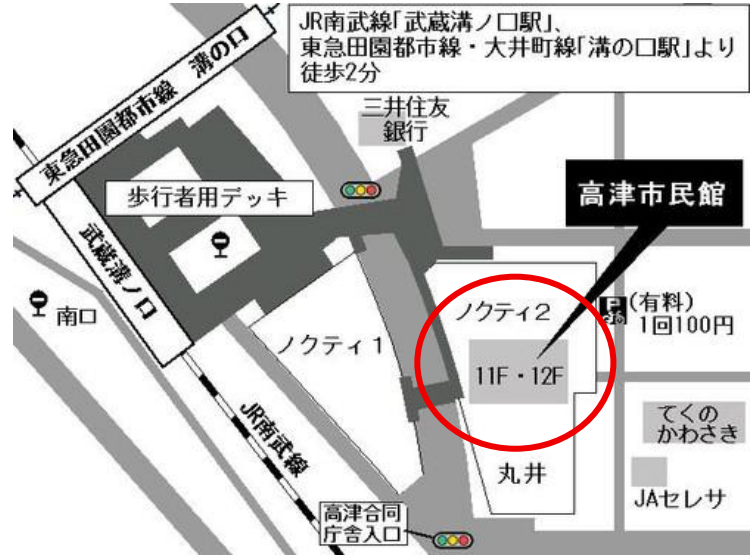 JR南武線「武蔵溝ノ口駅」、
東急田園都市線・大井町線「溝の口駅」より
徒歩2分
東急田園都市線 溝の口
三井住友
銀行
歩行者用デッキ
高津市民館
武蔵溝ノ口
南口
ノクティ1
ノクティ2
P
(有料)
1回100円
11F・12F
JR南武線
てくの
かわさき
丸井
JAセレサ
高津合同
庁舎入口